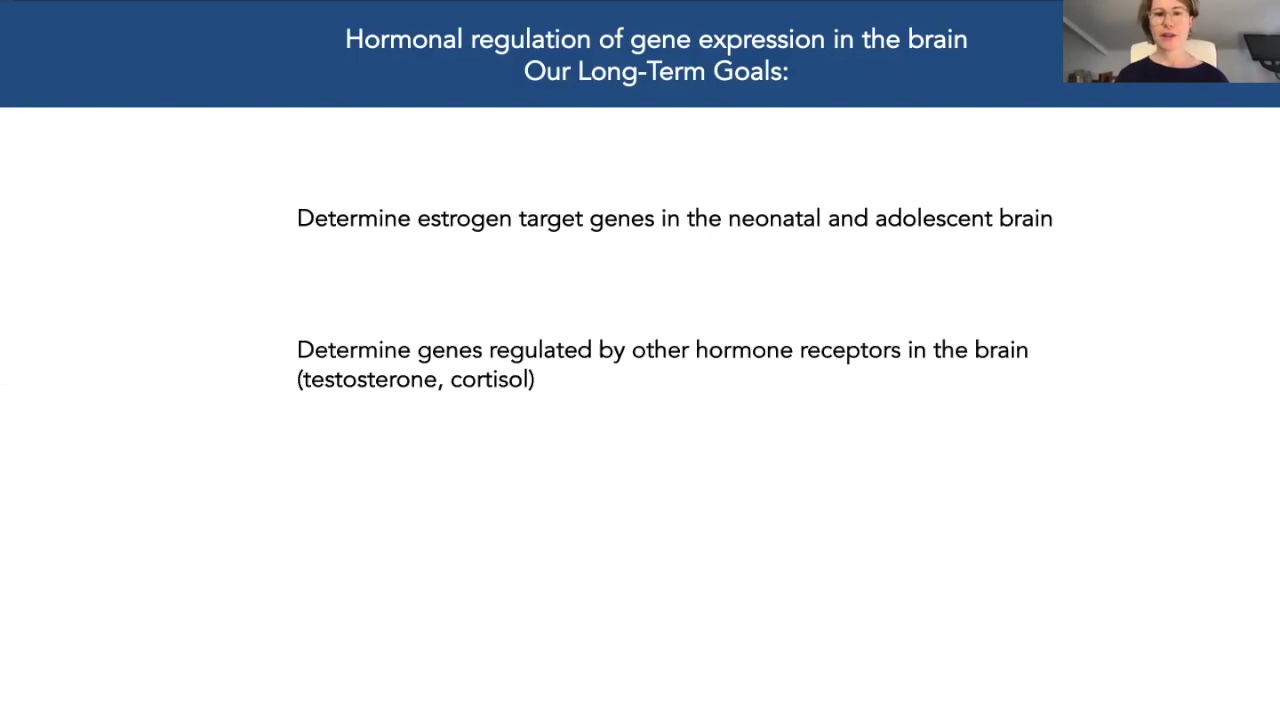 Hormonal regulation of gene expression in the brain
Our Long-Term Goals:
Determine estrogen target genes in the neonatal and adolescent brain
Determine genes regulated by other hormone receptors in the brain
(testosterone, cortisol)